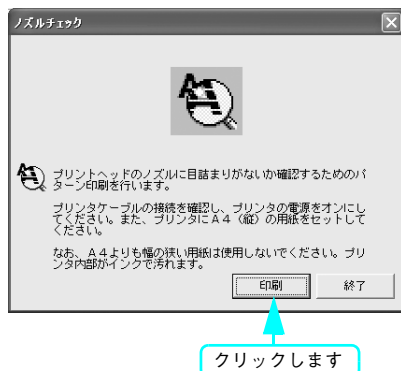 ノズルチェック
プリントヘッドのノズルに目詰まりがないか確認するためのパ
ターン印刷を行います。
プリンタケーブルの接続を確認し、プリンタの電源をオンにし
てください。また、プリンタにA4(縦)の用紙をセットして
ください。
なお、A4よりも幅の狭い用紙は使用しないでください。プリ
ンタ内部がインクで汚れます。
印刷 終了
クリックします